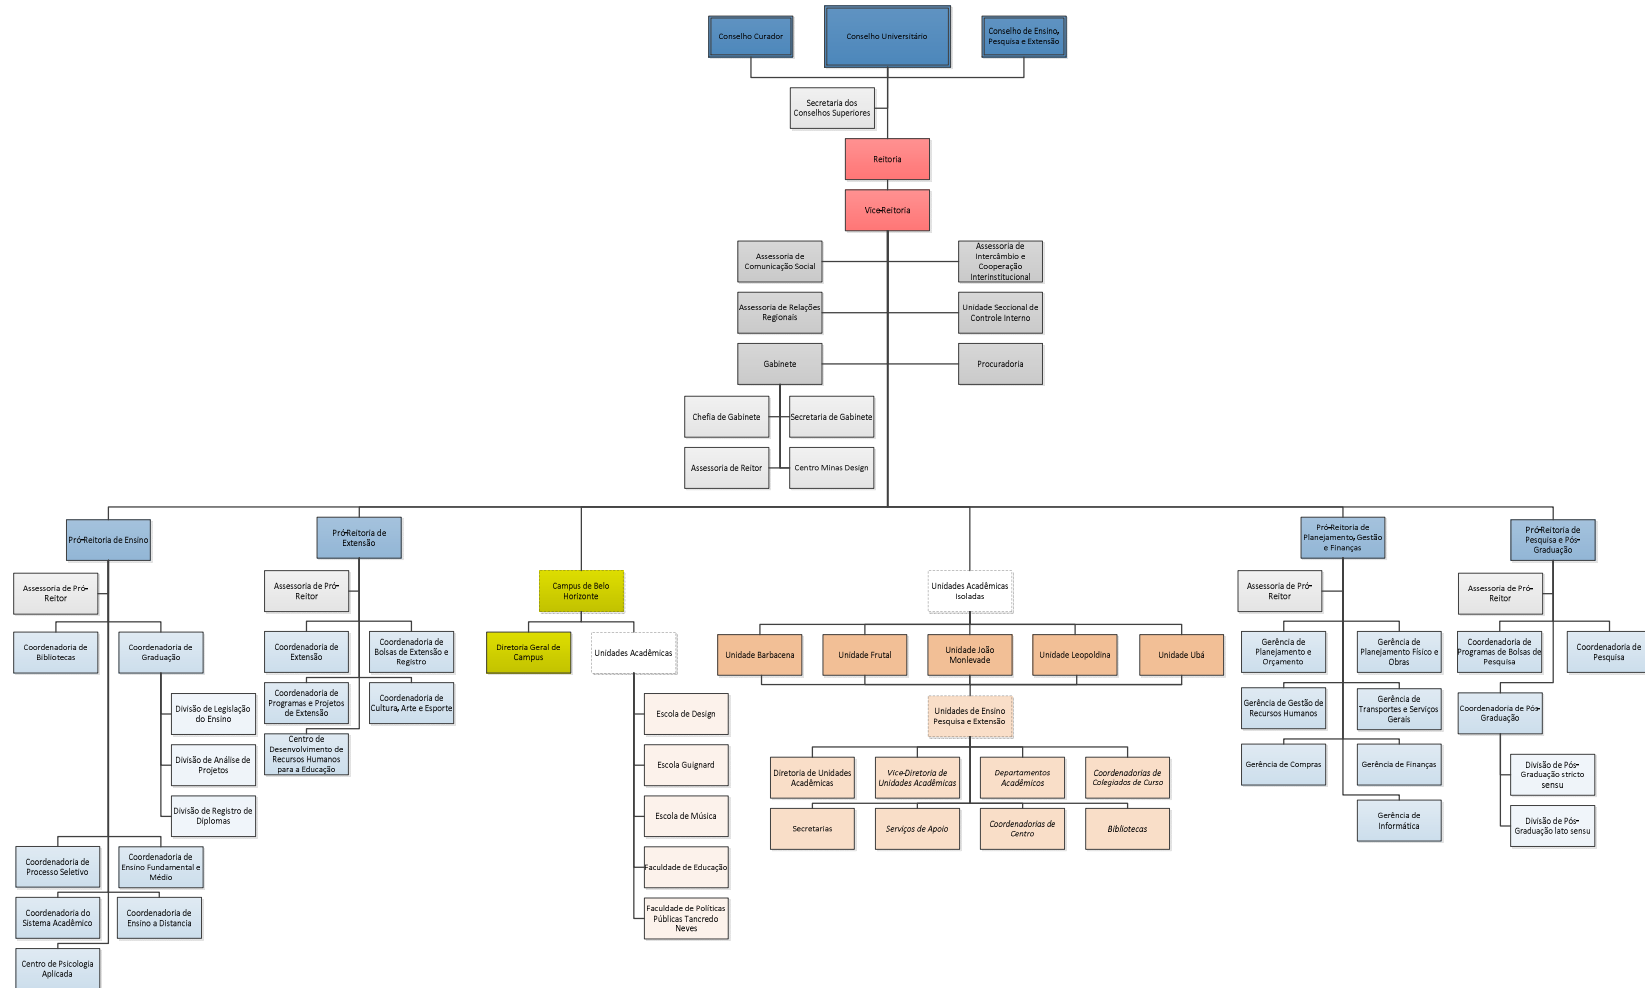 Conselho Curador
Conselho Universitário
Conselho de Ensino,
Pesquisa e Extensão
Secretaria dos
Conselhos Superiores
Reitoria
Vice-Reitoria
Assessoria de
Comunicação Social
Assessoria de
Intercâmbio e
Cooperação
Interinstitucional
Assessoria de Relações
Regionais
Unidade Seccional de
Controle Interno
Gabinete
Procuradoria
Chefia de Gabinete
Secretaria de Gabinete
Assessoria de Reitor
Centro Minas Design
Pró-Reitoria de Ensino
Assessoria de Pró-
Reitor
Coordenadoria de
Bibliotecas
Coordenadoria de
Graduação
Divisão de Legislação
do Ensino
Divisão de Análise de
Projetos
Divisão de Registro de
Diplomas
Coordenadoria de
Processo Seletivo
Coordenadoria de
Ensino Fundamental e
Médio
Coordenadoria do
Sistema Acadêmico
Coordenadoria de
Ensino a Distancia
Centro de Psicologia
Aplicada
Pró-Reitoria de
Extensão
Assessoria de Pró-
Reitor
Coordenadoria de
Extensão
Coordenadoria de
Bolsas de Extensão e
Registro
Coordenadoria de
Programas e Projetos
de Extensão
Coordenadoria de
Cultura, Arte e Esporte
Centro de
Desenvolvimento de
Recursos Humanos
para a Educação
Campus de Belo
Horizonte
Diretoria Geral de
Campus
Unidades Acadêmicas
Escola de Design
Escola Guignard
Escola de Música
Faculdade de Educação
Faculdade de Políticas
Públicas Tancredo
Neves
Unidades Acadêmicas
Isoladas
Unidade Barbacena
Unidade Frutal
Unidade João
Monlevade
Unidade Leopoldina
Unidade Ubá
Unidades de Ensino
Pesquisa e Extensão
Diretoria de Unidades
Acadêmicas
Vice-Diretoria de
Unidades Acadêmicas
Departamentos
Acadêmicos
Coordenadorias de
Colegiados de Curso
Secretarias
Serviços de Apoio
Coordenadorias de
Centro
Bibliotecas
Pró-Reitoria de
Planejamento, Gestão
e Finanças
Assessoria de Pró-
Reitor
Gerência de
Planejamento e
Orçamento
Gerência de
Planejamento Físico e
Obras
Gerência de Gestão de
Recursos Humanos
Gerência de
Transportes e Serviços
Gerais
Gerência de Compras
Gerência de Finanças
Gerência de
Informática
Pró-Reitoria de
Pesquisa e Pós-
Graduação
Assessoria de Pró-
Reitor
Coordenadoria de
Programas de Bolsas de
Pesquisa
Coordenadoria de
Pesquisa
Coordenadoria de Pós-
Graduação
Divisão de Pós-
Graduação stricto
sensu
Divisão de Pós-
Graduação lato sensu